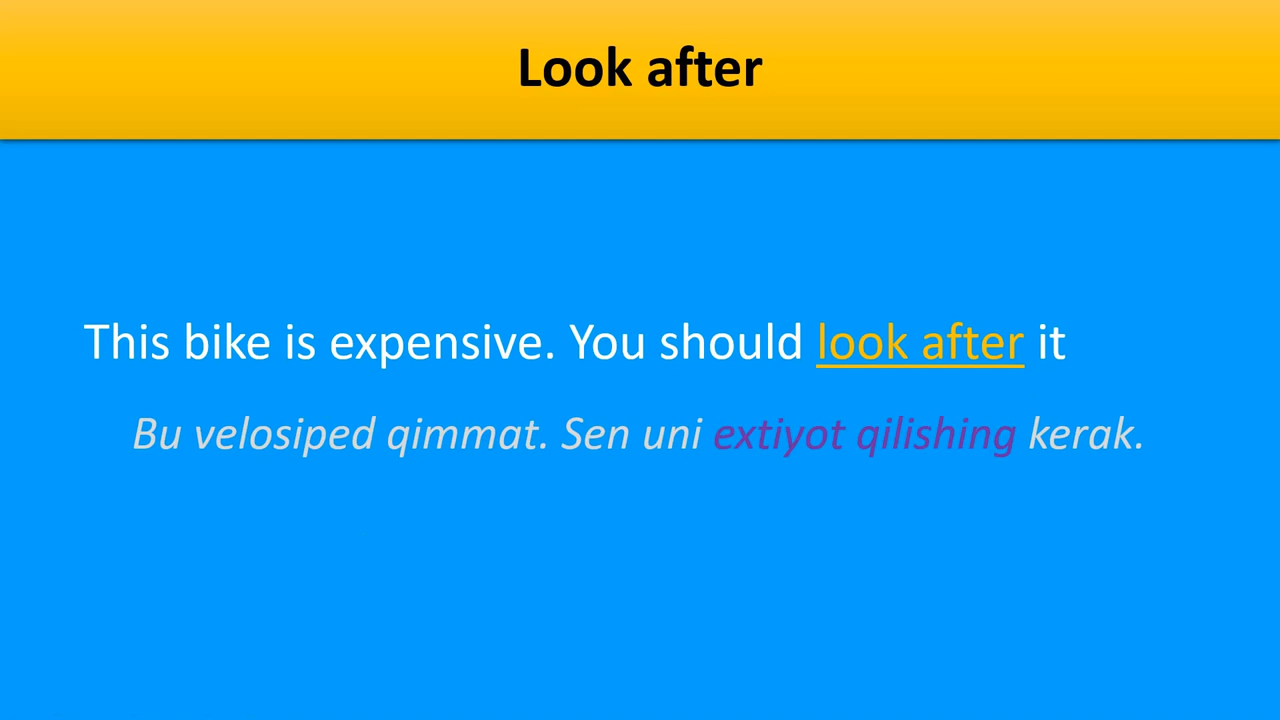 Look after
This bike is expensive. You should look after it
Bu velosiped qimmat. Sen uni extiyot qilishing kerak.